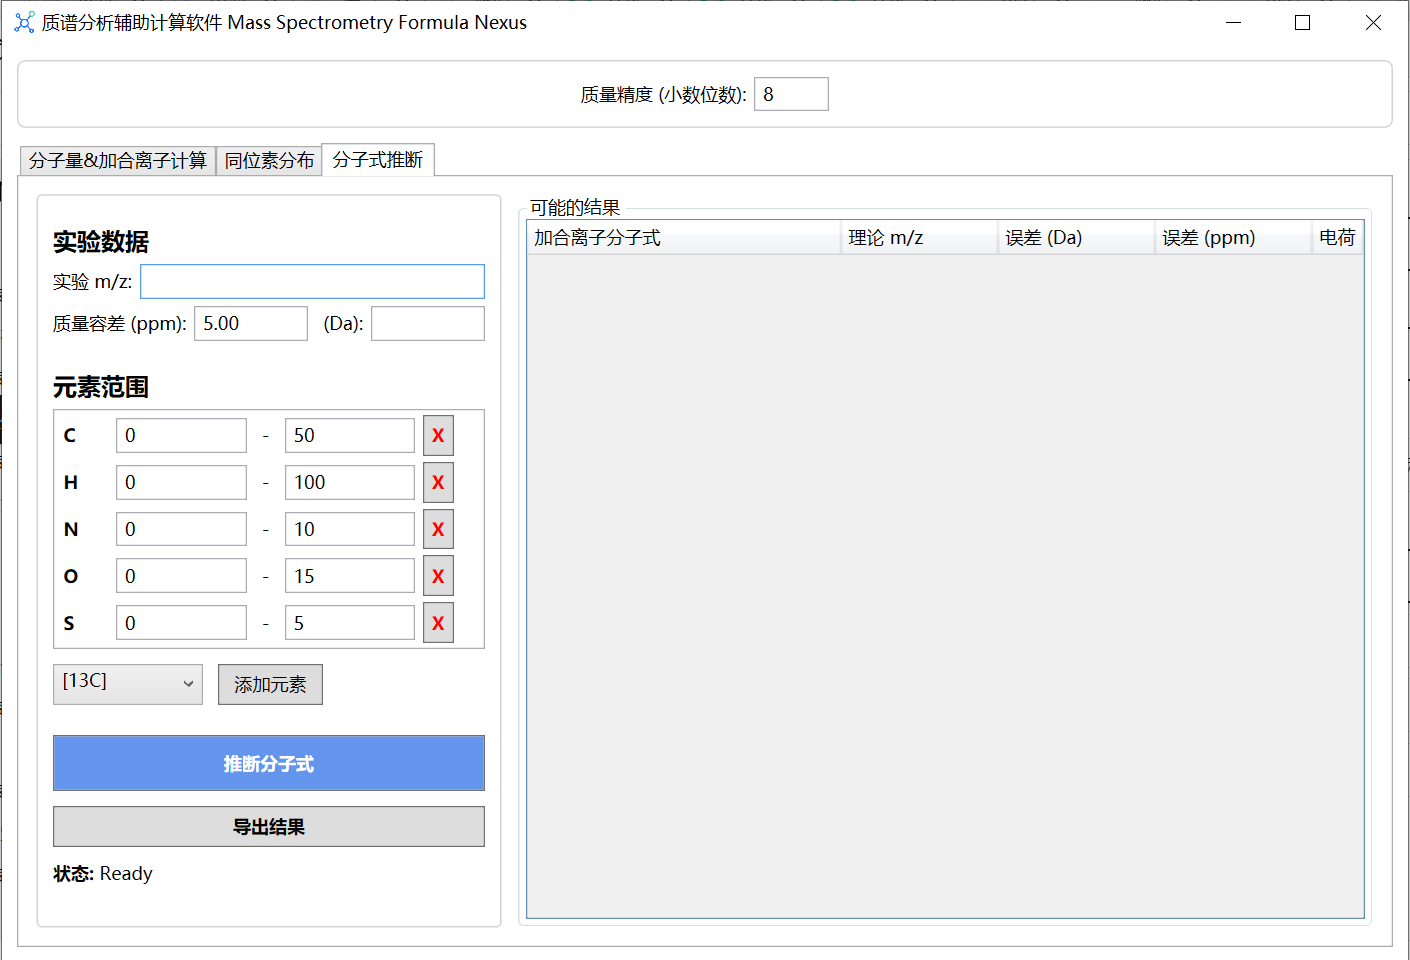 质谱分析辅助计算软件 Mass Spectrometry Formula Nexus
质量精度 (小数位数): 8
分子量&加合离子计算 同位素分布 分子式推断
实验数据
实验 m/z:
质量容差 (ppm): 5.00 (Da):
元素范围
C 0 - 50 X
H 0 - 100 X
N 0 - 10 X
O 0 - 15 X
S 0 - 5 X
[13C] 添加元素
推断分子式
导出结果
状态: Ready
可能的结果
加合离子分子式 理论 m/z 误差 (Da) 误差 (ppm) 电荷